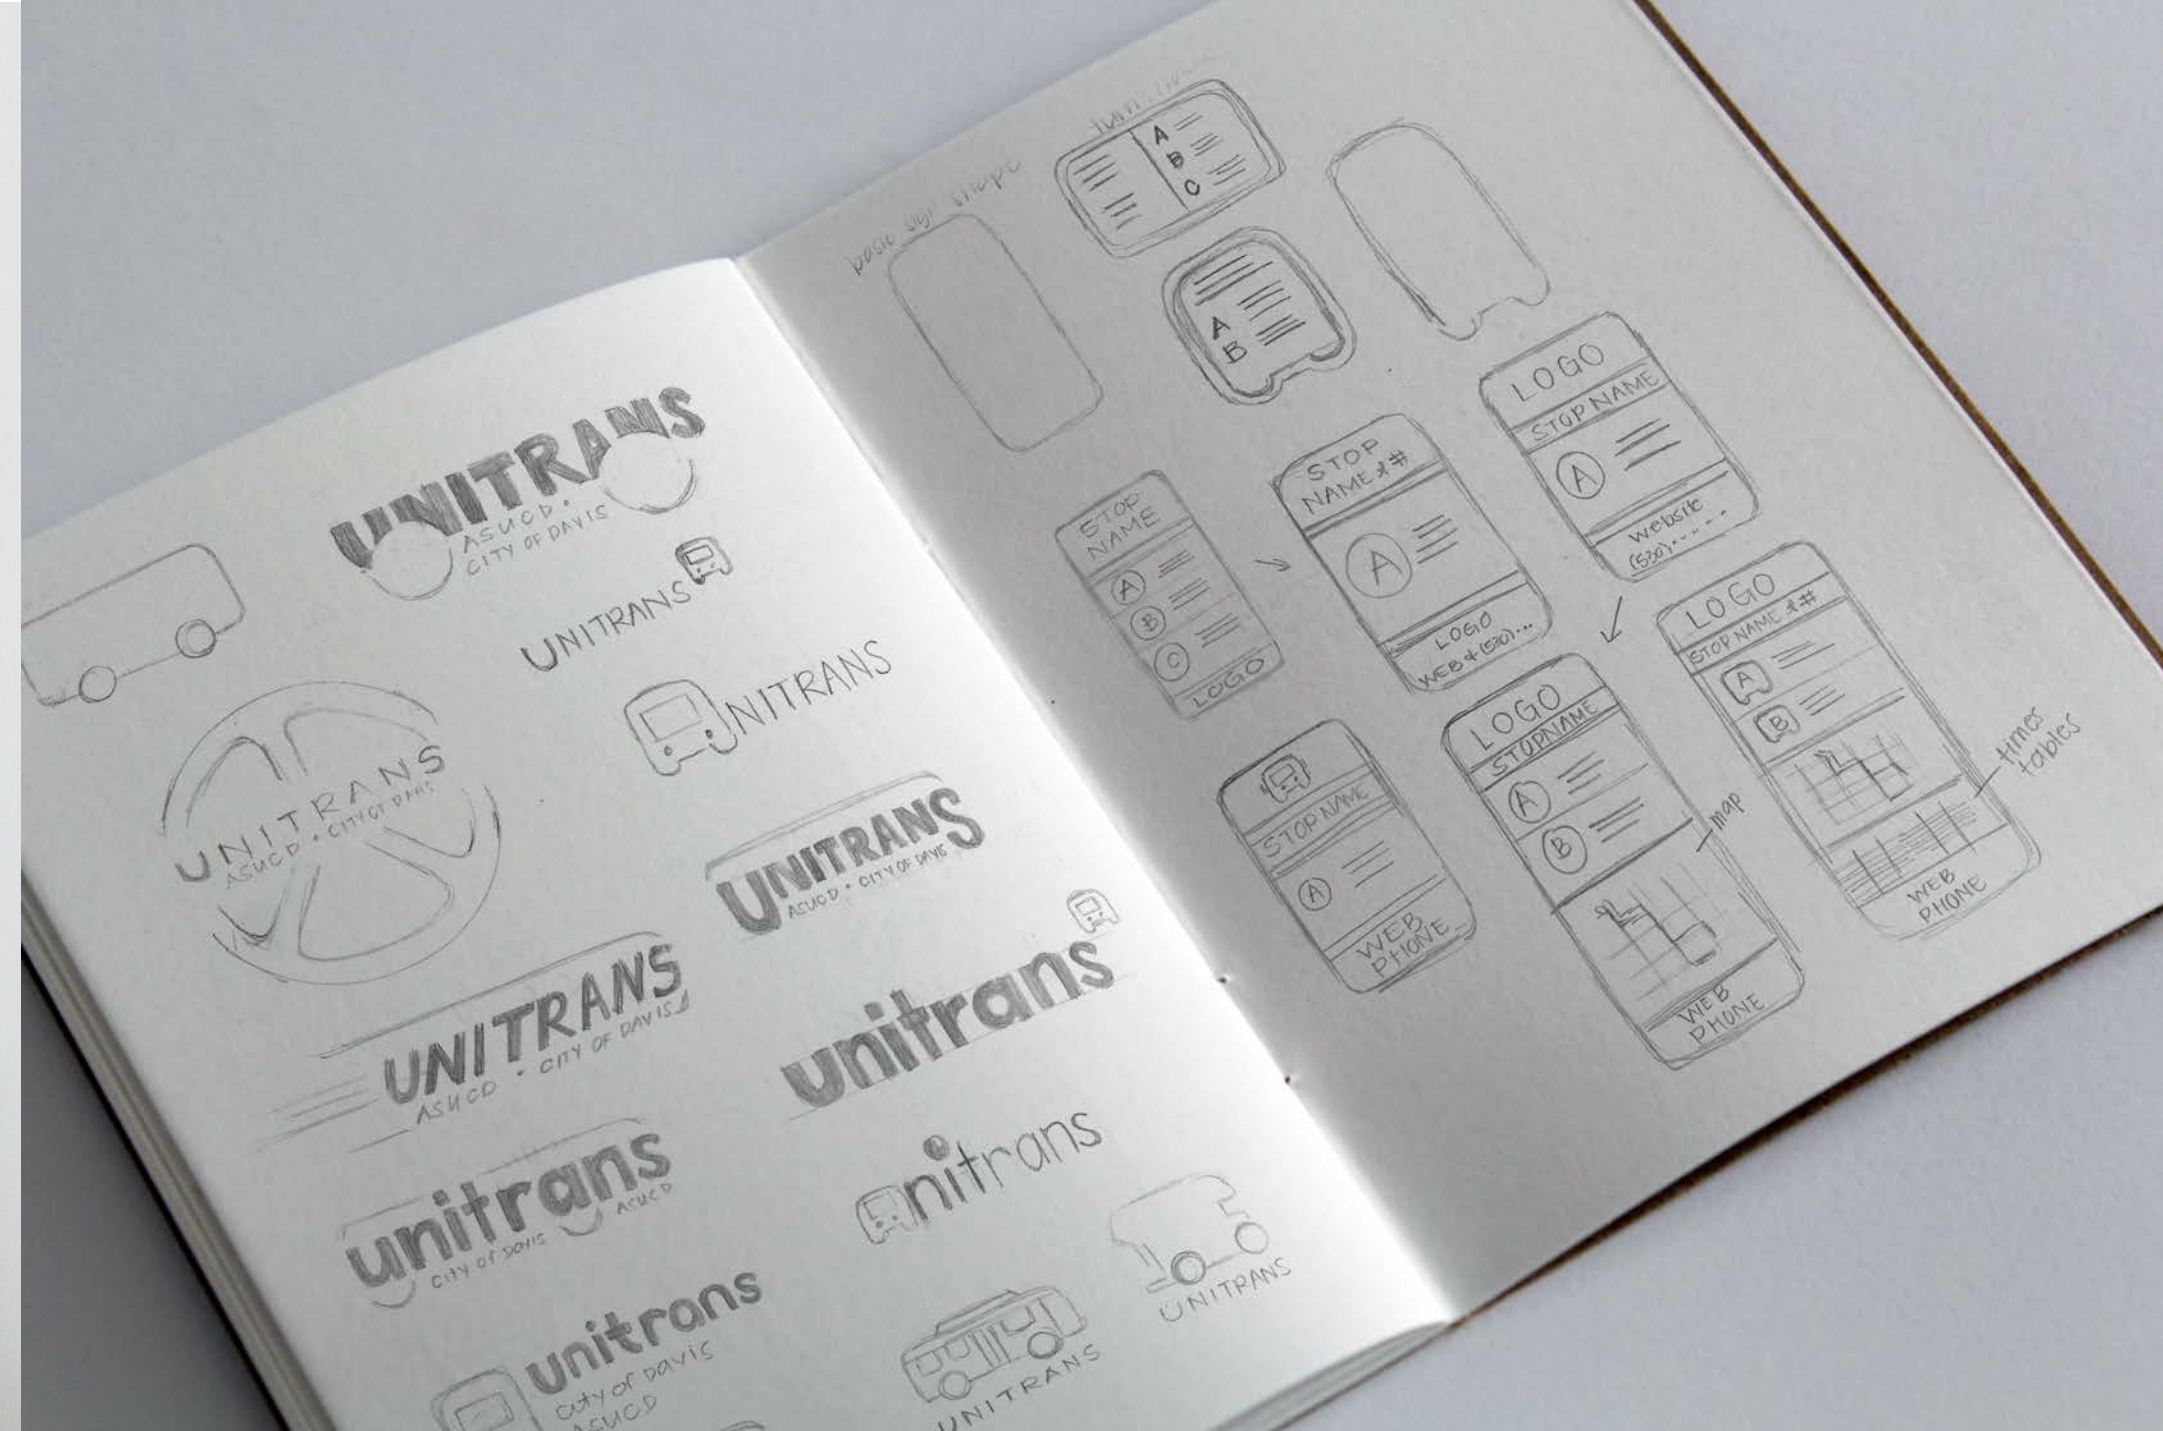 UNITRANS
ASUCD •
CITY OF DAVIS
UNITRANS
NITRANS
UNITRANS
ASUCD • CITY OF DAVIS
UNITRANS
ASUCD • CITY OF DAVIS
UNITRANS
ASUCD • CITY OF DAVIS
unitrans
unitrans
CITY OF DAVIS
ASUCD
nitrans
unitrans
city of Davis
ASUCD
UNITRANS
UNITRANS
basic sign shape
A
B
C
A
B
LOGO
STOP NAME
A
website
(530)-----
STOP
NAME & #
A
LOGO
WEB & (530)...
STOP
NAME
A
B
C
LOGO
LOGO
STOP NAME & #
A
B
times
tables
WEB
PHONE
LOGO
STOPNAME
A
B
map
WEB
PHONE
STOP NAME
A
WEB
PHONE